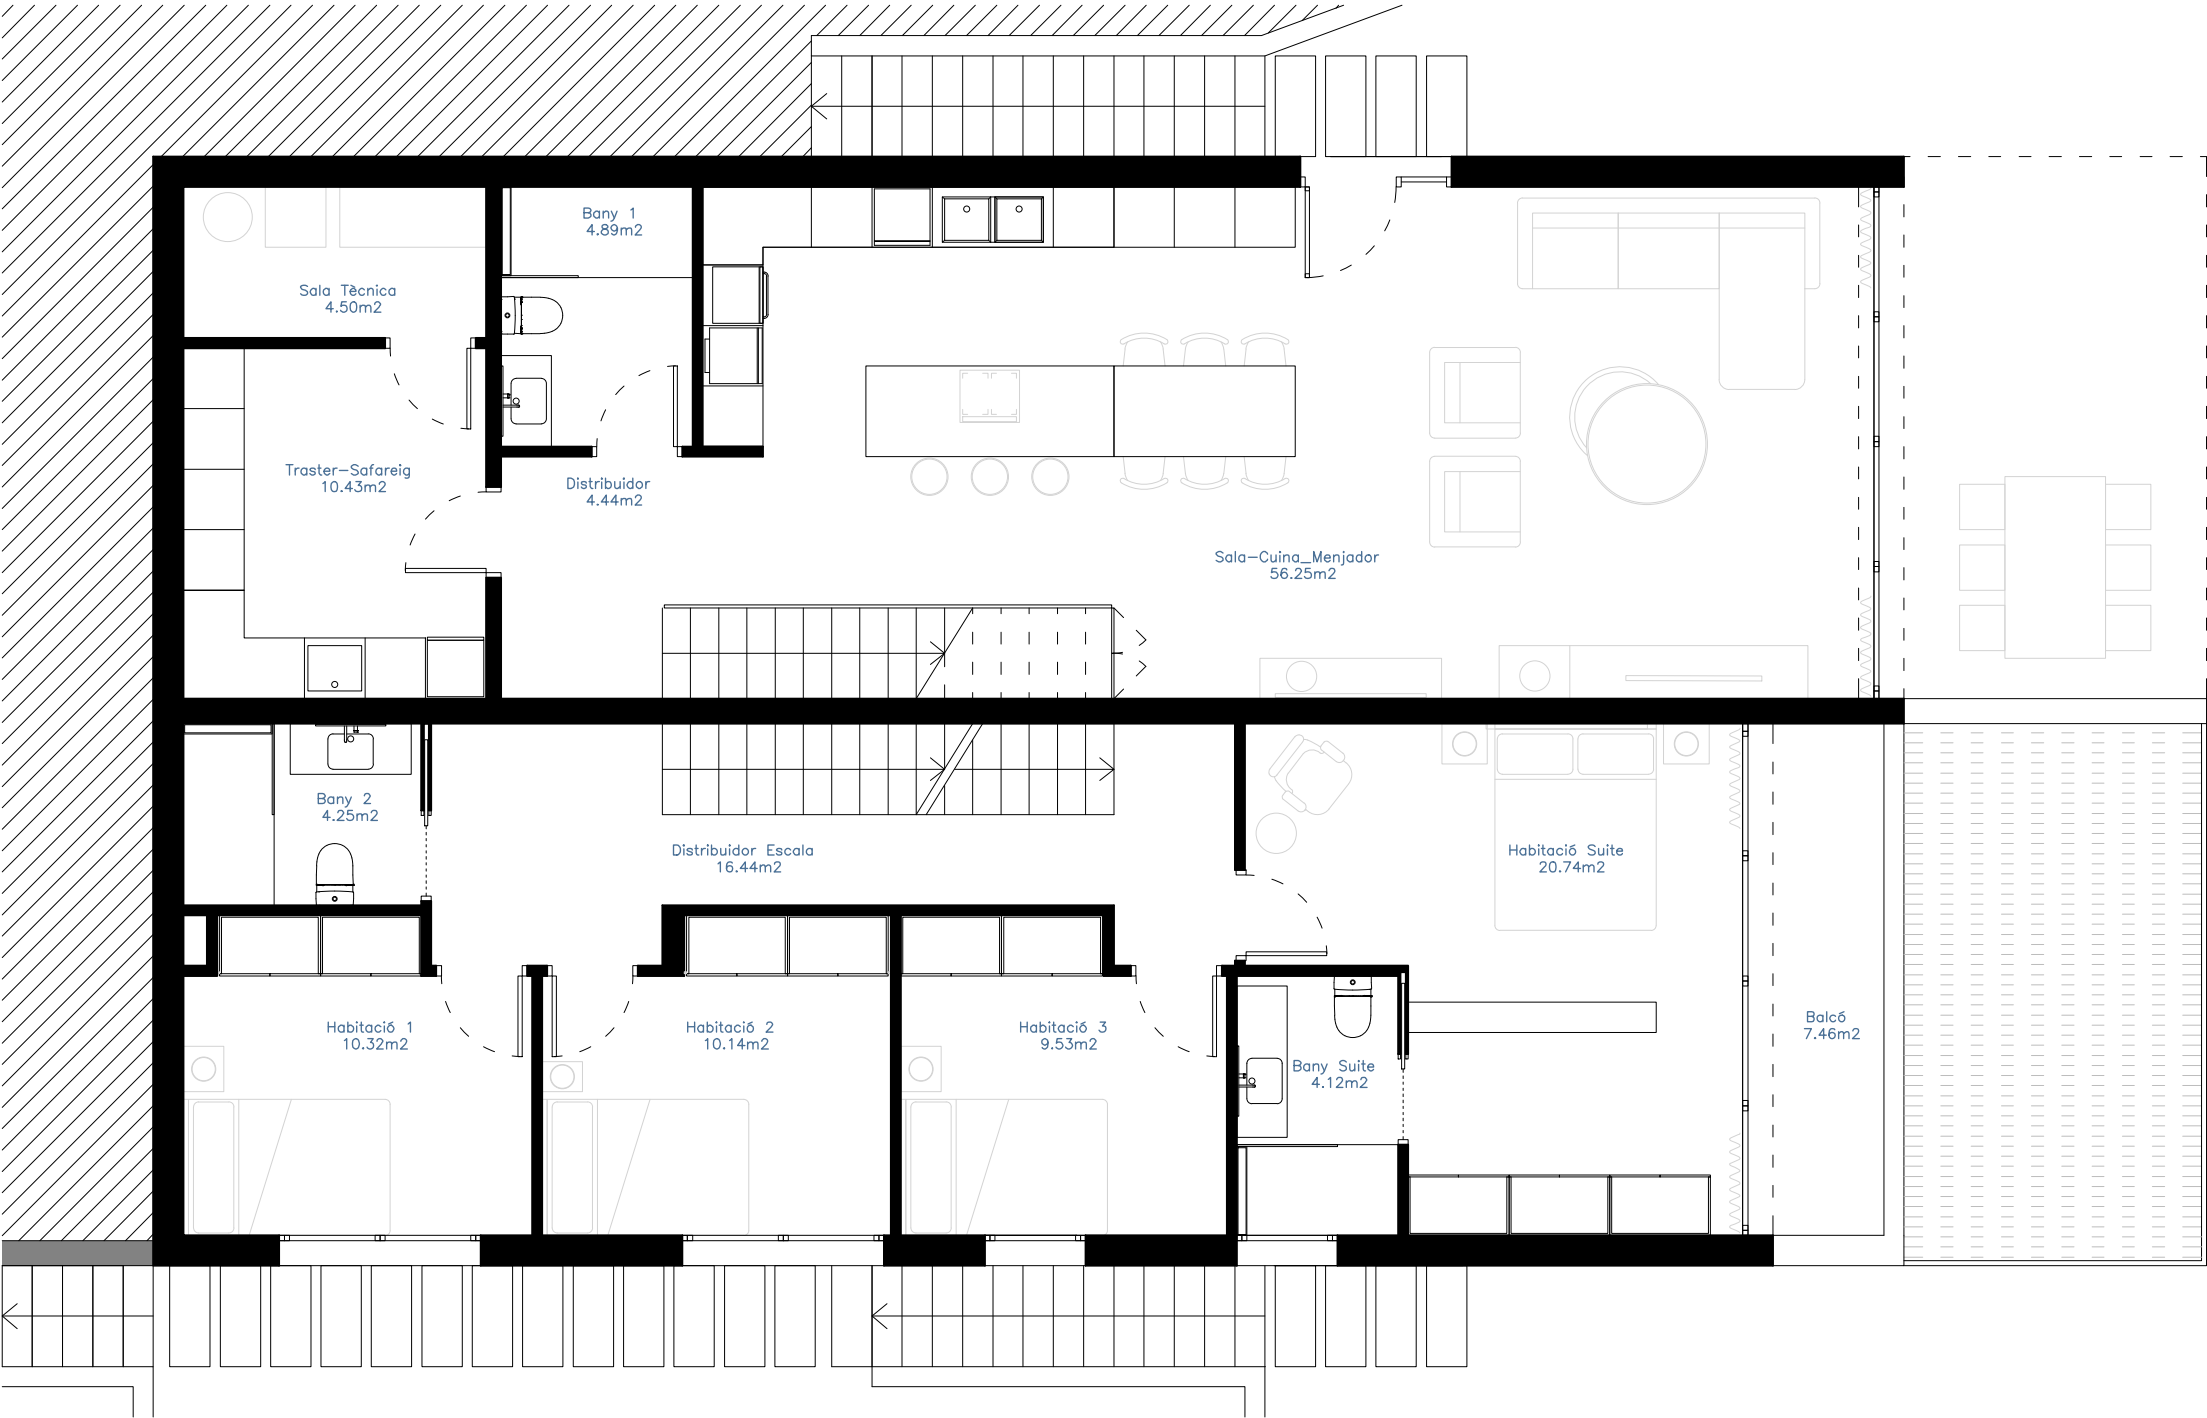 Bany 1
4.89m2
Sala Tècnica
4.50m2
Traster-Safareig
10.43m2
Distribuidor
4.44m2
Sala-Cuina_Menjador
56.25m2
Bany 2
4.25m2
Distribuidor Escala
16.44m2
Habitació Suite
20.74m2
Habitació 1
10.32m2
Habitació 2
10.14m2
Habitació 3
9.53m2
Bany Suite
4.12m2
Balcó
7.46m2